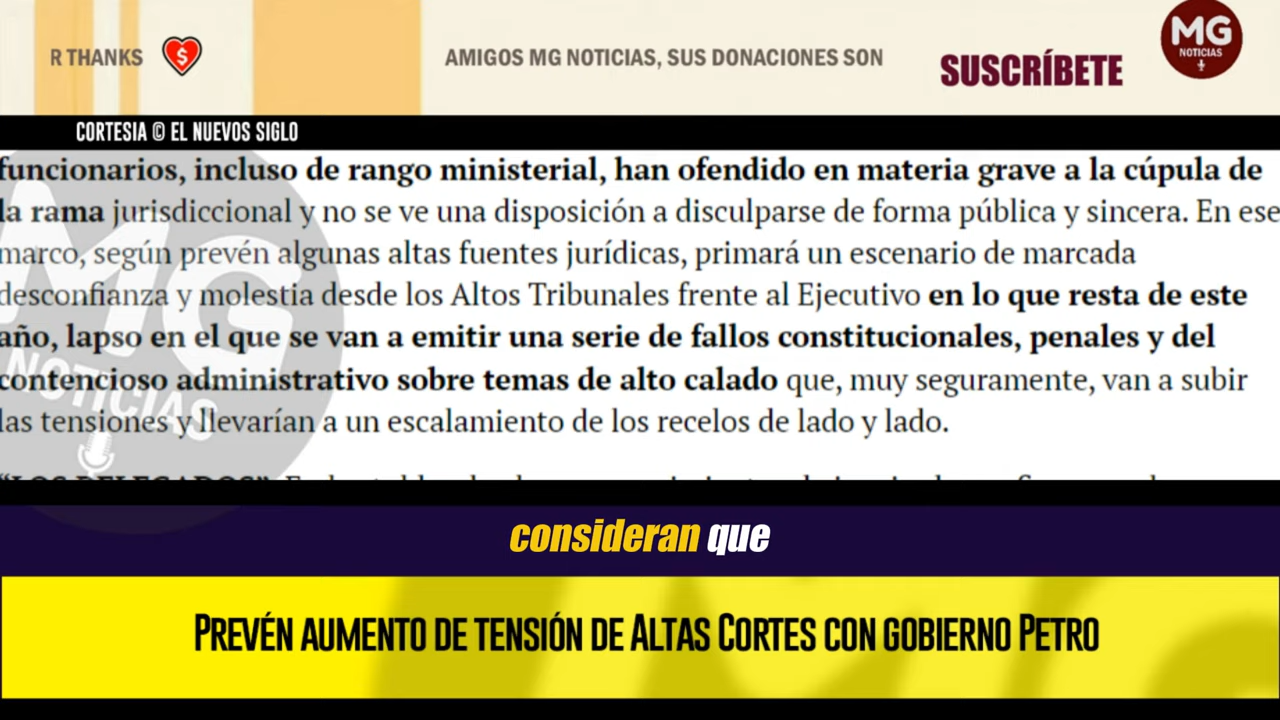 R THANKS
AMIGOS MG NOTICIAS, SUS DONACIONES SON
SUSCRÍBETE
MG
NOTICIAS
CORTESIA © EL NUEVOS SIGLO
funcionarios, incluso de rango ministerial, han ofendido en materia grave a la cúpula de
la rama jurisdiccional y no se ve una disposición a disculparse de forma pública y sincera. En ese
marco, según prevén algunas altas fuentes jurídicas, primará un escenario de marcada
desconfianza y molestia desde los Altos Tribunales frente al Ejecutivo en lo que resta de este
año, lapso en el que se van a emitir una serie de fallos constitucionales, penales y del
contencioso administrativo sobre temas de alto calado que, muy seguramente, van a subir
las tensiones y llevarían a un escalamiento de los recelos de lado y lado.
MG
NOTICIAS
"LOS DELEGADOS".
consideran que
PREVÉN AUMENTO DE TENSIÓN DE ALTAS CORTES CON GOBIERNO PETRO